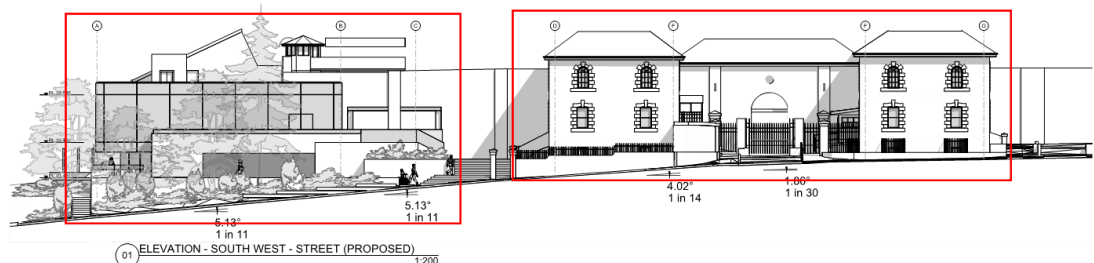 A
B
C
D
F
F
G
5.13°
1 in 11
5.13°
1 in 11
4.02°
1 in 14
1.86°
1 in 30
01 ELEVATION - SOUTH WEST - STREET (PROPOSED)
1:200